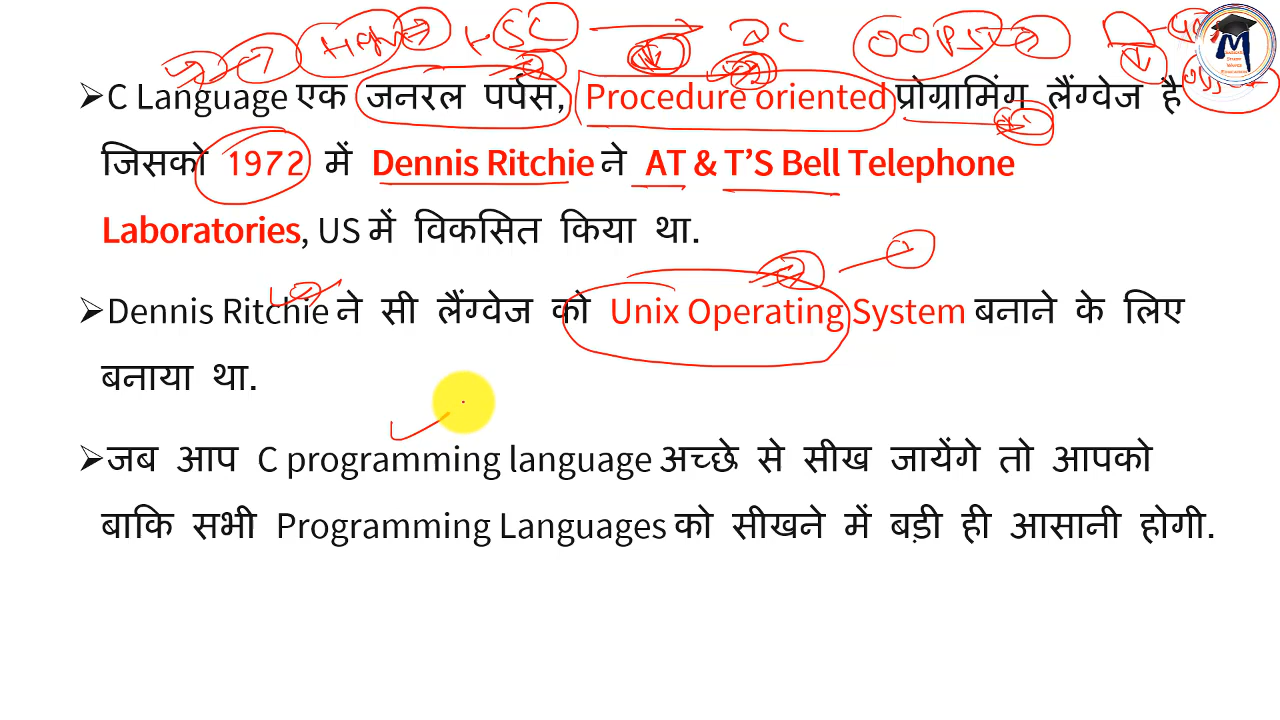 OOPS
➢C Language एक जनरल पर्पस, Procedure oriented प्रोग्रामिंग लैंग्वेज है
जिसको 1972 में Dennis Ritchie ने AT & T’S Bell Telephone
Laboratories, US में विकसित किया था.
➢Dennis Ritchie ने सी लैंग्वेज को Unix Operating System बनाने के लिए
बनाया था.
➢जब आप C programming language अच्छे से सीख जायेंगे तो आपको
बाकि सभी Programming Languages को सीखने में बड़ी ही आसानी होगी.